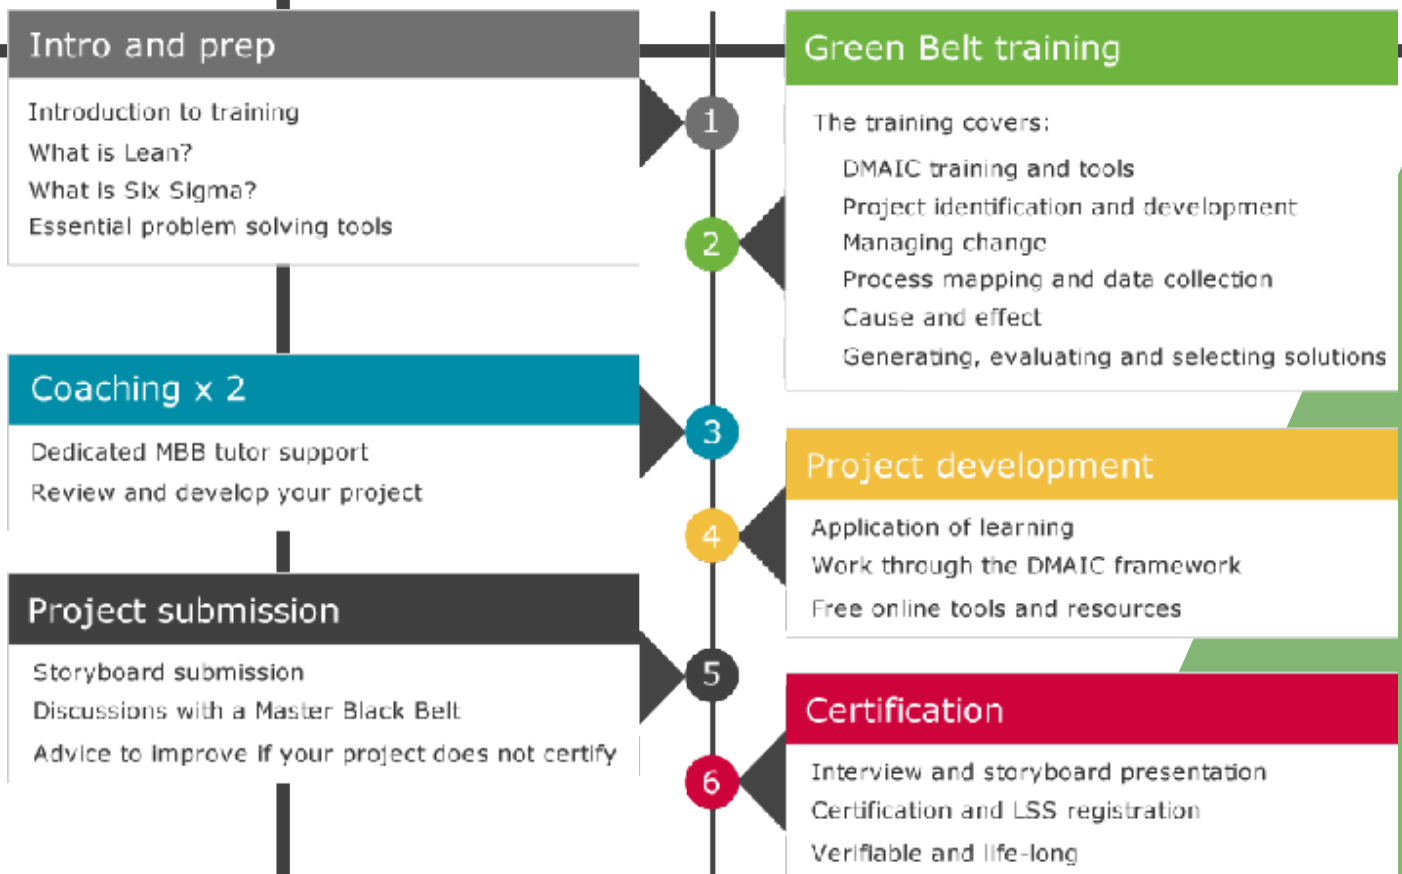 Intro and prep
Introduction to training
What is Lean?
What is Six Sigma?
Essential problem solving tools
1
Green Belt training
The training covers:
DMAIC training and tools
Project identification and development
Managing change
Process mapping and data collection
Cause and effect
Generating, evaluating and selecting solutions
2
Coaching x 2
Dedicated MBB tutor support
Review and develop your project
3
Project development
Application of learning
Work through the DMAIC framework
Free online tools and resources
4
Project submission
Storyboard submission
Discussions with a Master Black Belt
Advice to improve if your project does not certify
5
Certification
Interview and storyboard presentation
Certification and LSS registration
Verifiable and life-long
6